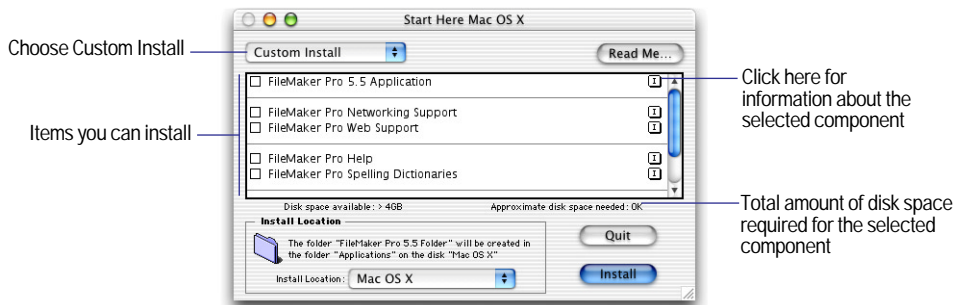 Start Here Mac OS X
Choose Custom Install
Custom Install
Read Me...
FileMaker Pro 5.5 Application
Click here for
information about the
selected component
FileMaker Pro Networking Support
FileMaker Pro Web Support
Items you can install
FileMaker Pro Help
FileMaker Pro Spelling Dictionaries
Disk space available: > 4GB
Approximate disk space needed: 0K
Total amount of disk space
required for the selected
component
Install Location
The folder "FileMaker Pro 5.5 Folder" will be created in
the folder "Applications" on the disk "Mac OS X"
Install Location:
Mac OS X
Quit
Install